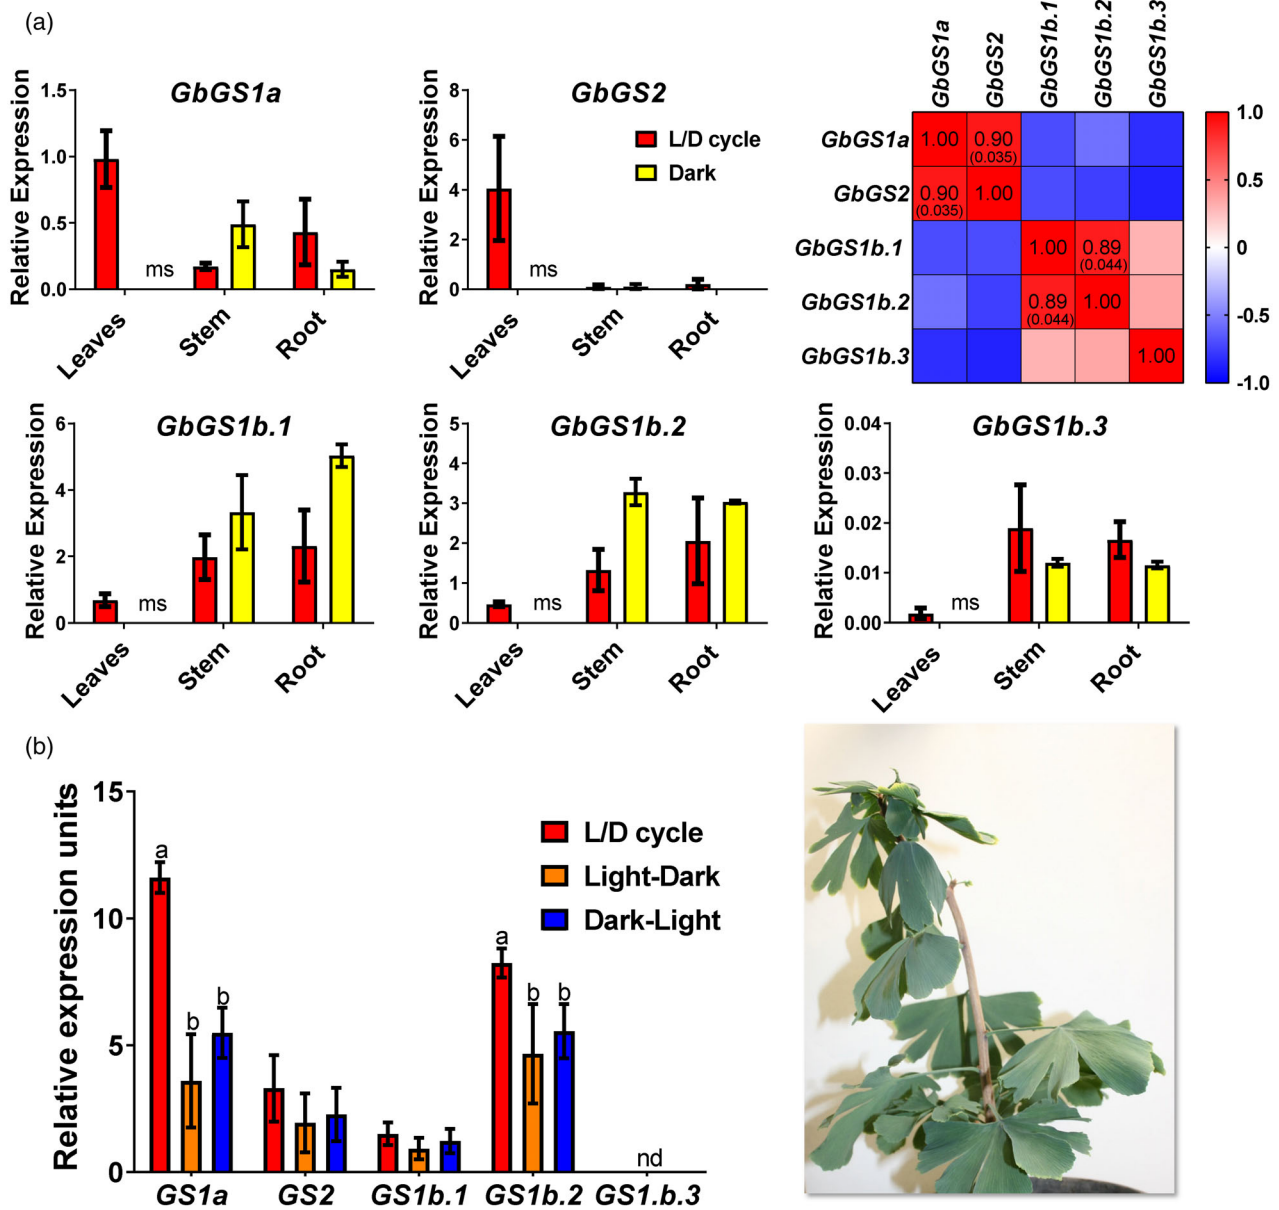 (a)
GbGS1a
Relative Expression
1.5
1.0
0.5
0.0
ms
Leaves
Stem
Root
GbGS2
Relative Expression
8
6
4
2
0
ms
L/D cycle
Dark
Leaves
Stem
Root
GbGS1a
GbGS2
GbGS1b.1
GbGS1b.2
GbGS1b.3
GbGS1a
1.00
0.90
(0.035)
GbGS2
0.90
(0.035)
1.00
GbGS1b.1
1.00
0.89
(0.044)
GbGS1b.2
0.89
(0.044)
1.00
GbGS1b.3
1.00
1.0
0.5
0
-0.5
-1.0
GbGS1b.1
Relative Expression
6
4
2
0
ms
Leaves
Stem
Root
GbGS1b.2
Relative Expression
5
4
3
2
1
0
ms
Leaves
Stem
Root
GbGS1b.3
Relative Expression
0.04
0.03
0.02
0.01
0.00
ms
Leaves
Stem
Root
(b)
Relative expression units
15
10
5
0
L/D cycle
Light-Dark
Dark-Light
a
b
b
a
b
b
nd
GS1a
GS2
GS1b.1
GS1b.2
GS1.b.3